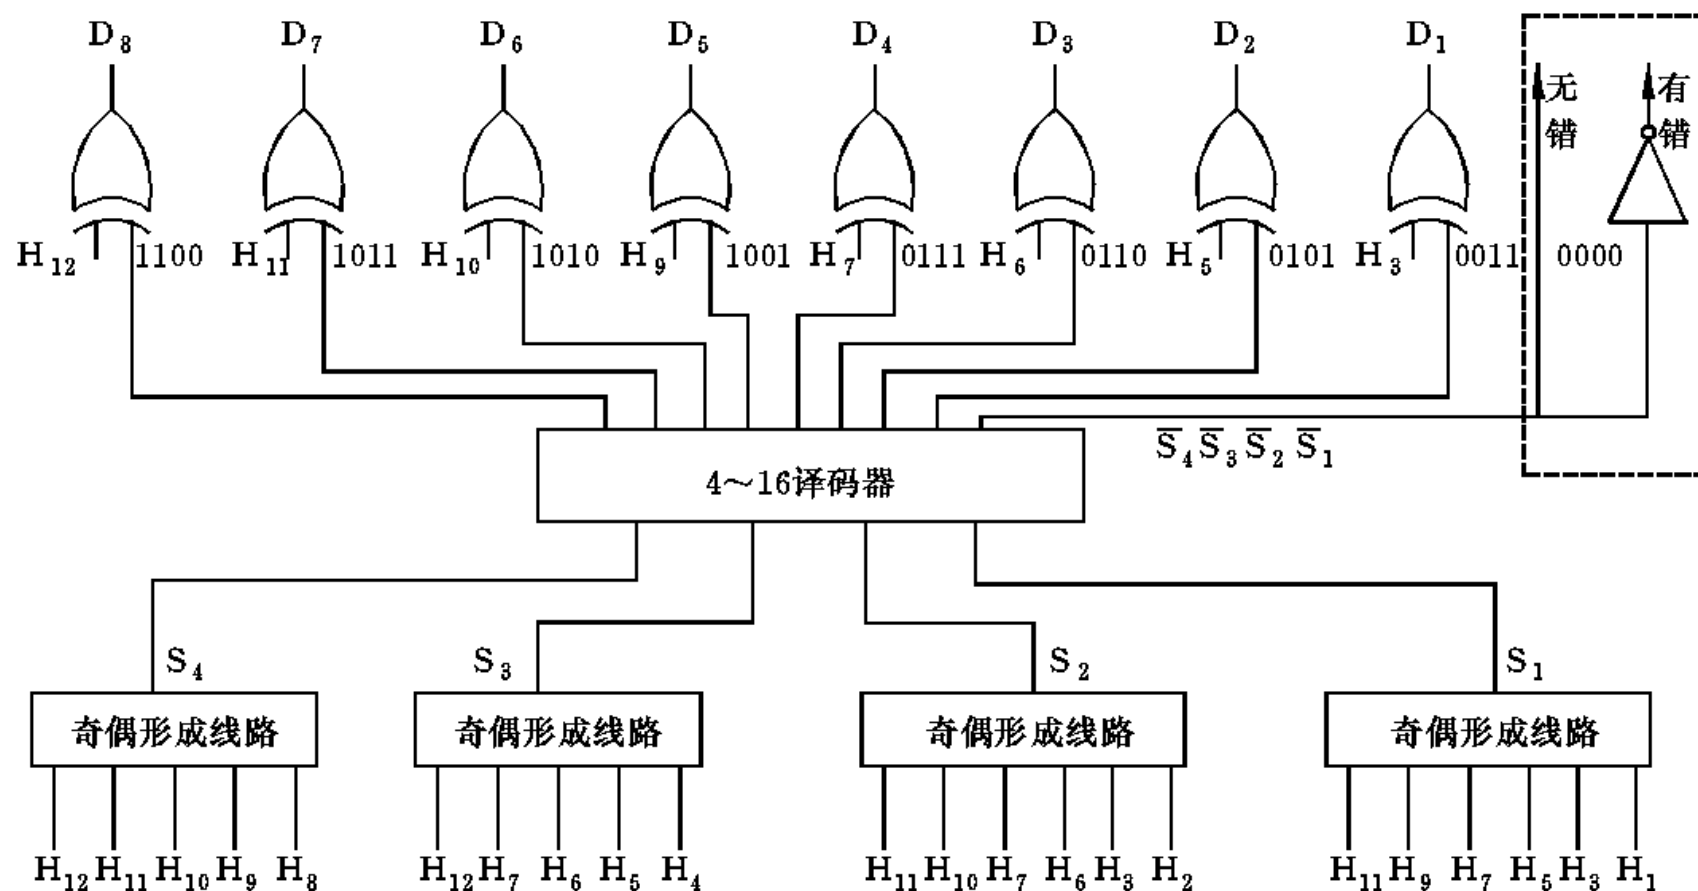 D₈ D₇ D₆ D₅ D₄ D₃ D₂ D₁
无错 有错
H₁₂ 1100 H₁₁ 1011 H₁₀ 1010 H₉ 1001 H₇ 0111 H₆ 0110 H₅ 0101 H₃ 0011 0000
S̅₄ S̅₃ S̅₂ S̅₁
4～16译码器
S₄ S₃ S₂ S₁
奇偶形成线路 奇偶形成线路 奇偶形成线路 奇偶形成线路
H₁₂ H₁₁ H₁₀ H₉ H₈ H₁₂ H₇ H₆ H₅ H₄ H₁₁ H₁₀ H₇ H₆ H₃ H₂ H₁₁ H₉ H₇ H₅ H₃ H₁